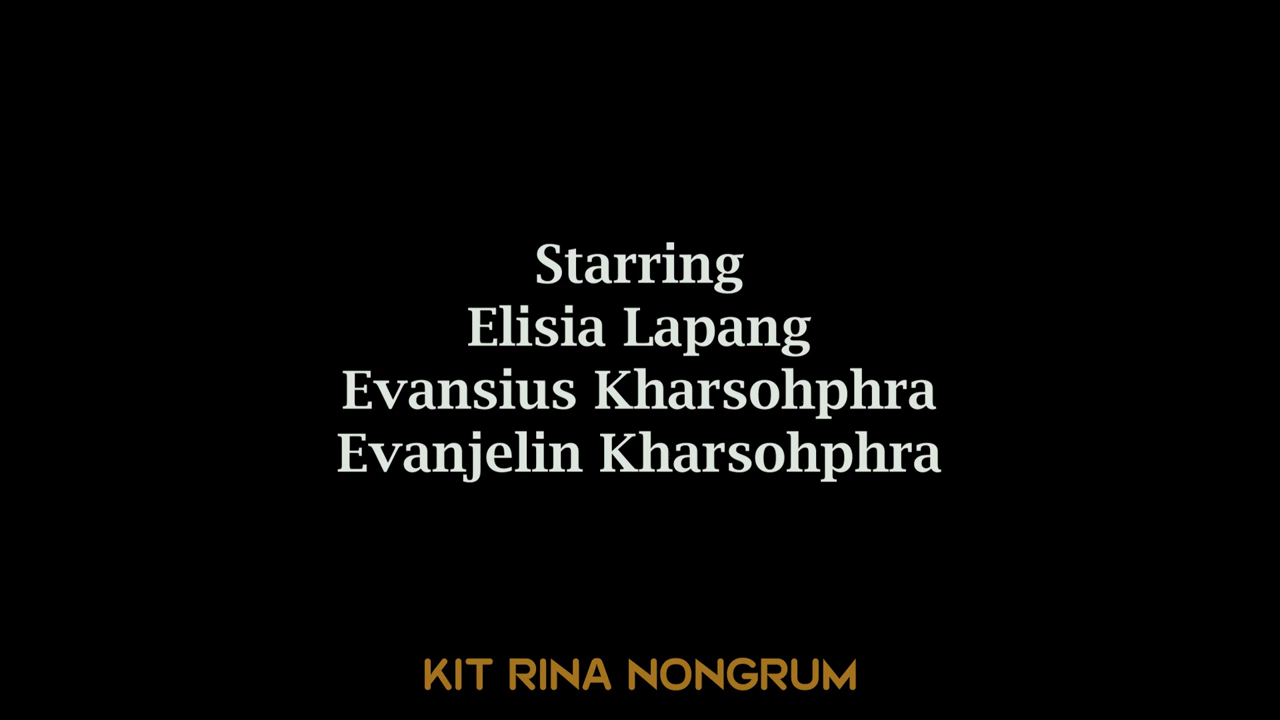 Starring
Elisia Lapang
Evansius Kharsohphra
Evanjelin Kharsohphra
KIT RINA NONGRUM